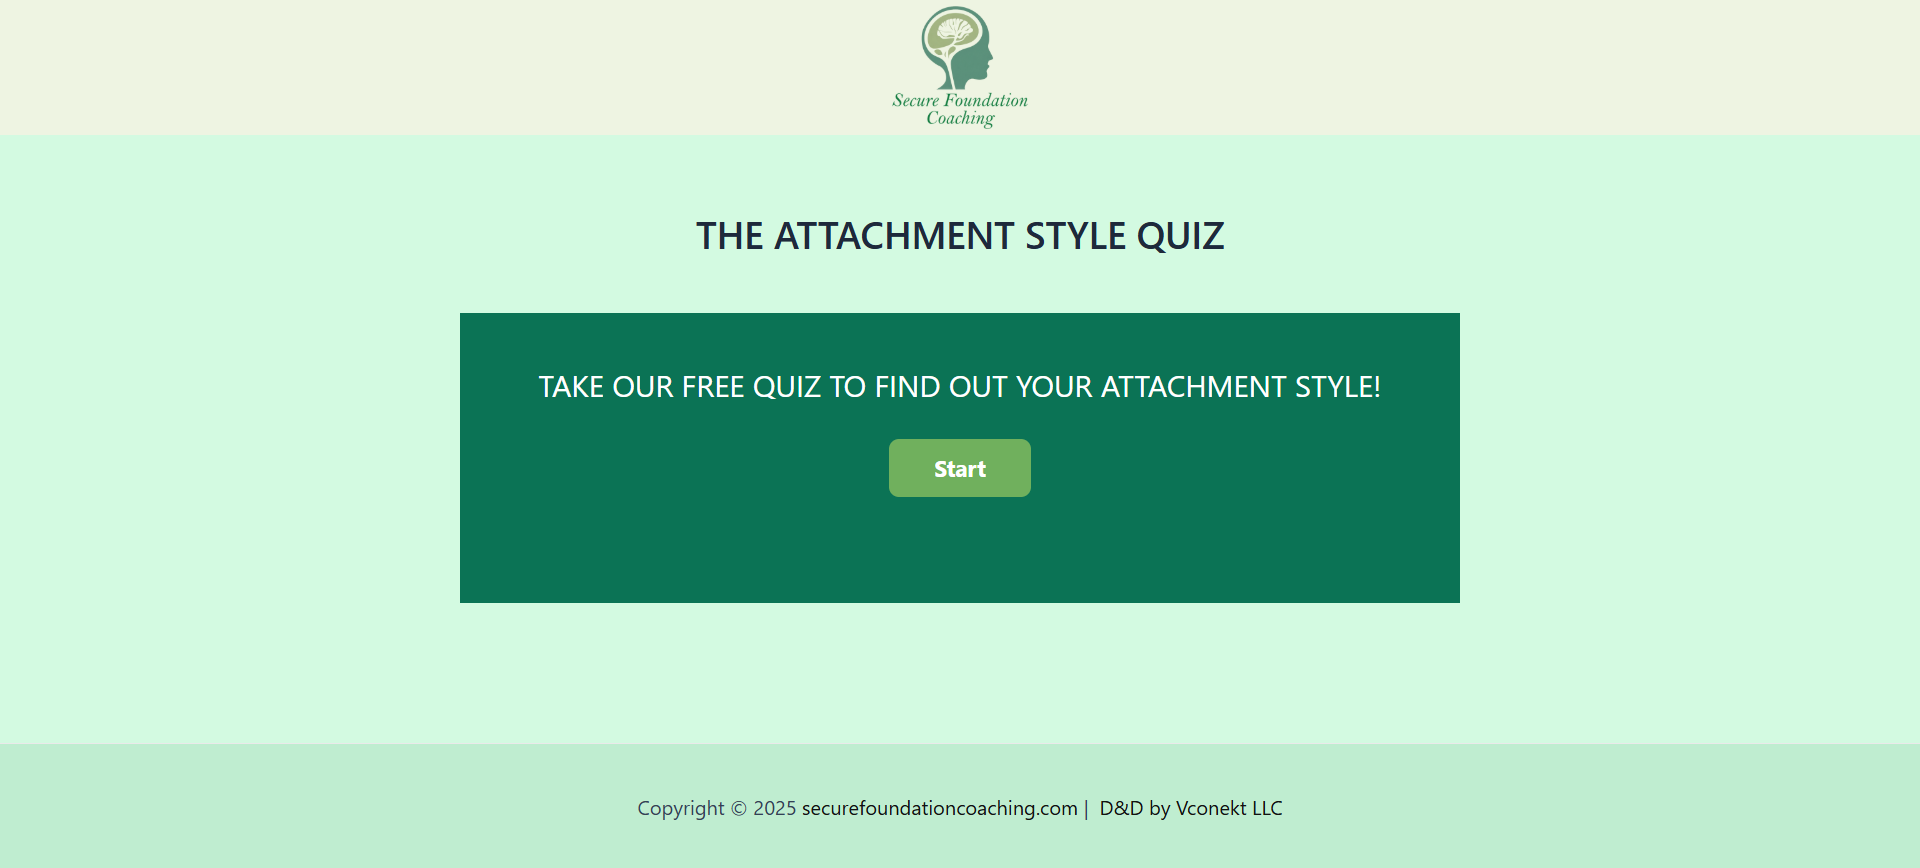 Secure Foundation
Coaching
THE ATTACHMENT STYLE QUIZ
TAKE OUR FREE QUIZ TO FIND OUT YOUR ATTACHMENT STYLE!
Start
Copyright © 2025 securefoundationcoaching.com | D&D by Vconekt LLC